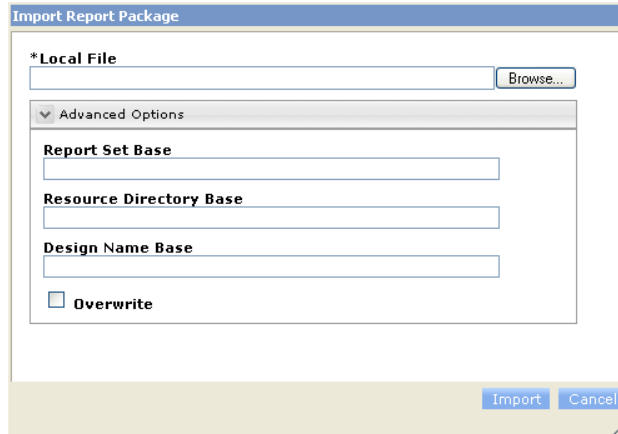 Import Report Package
*Local File
Browse...
Advanced Options
Report Set Base
Resource Directory Base
Design Name Base
Overwrite
Import Cancel